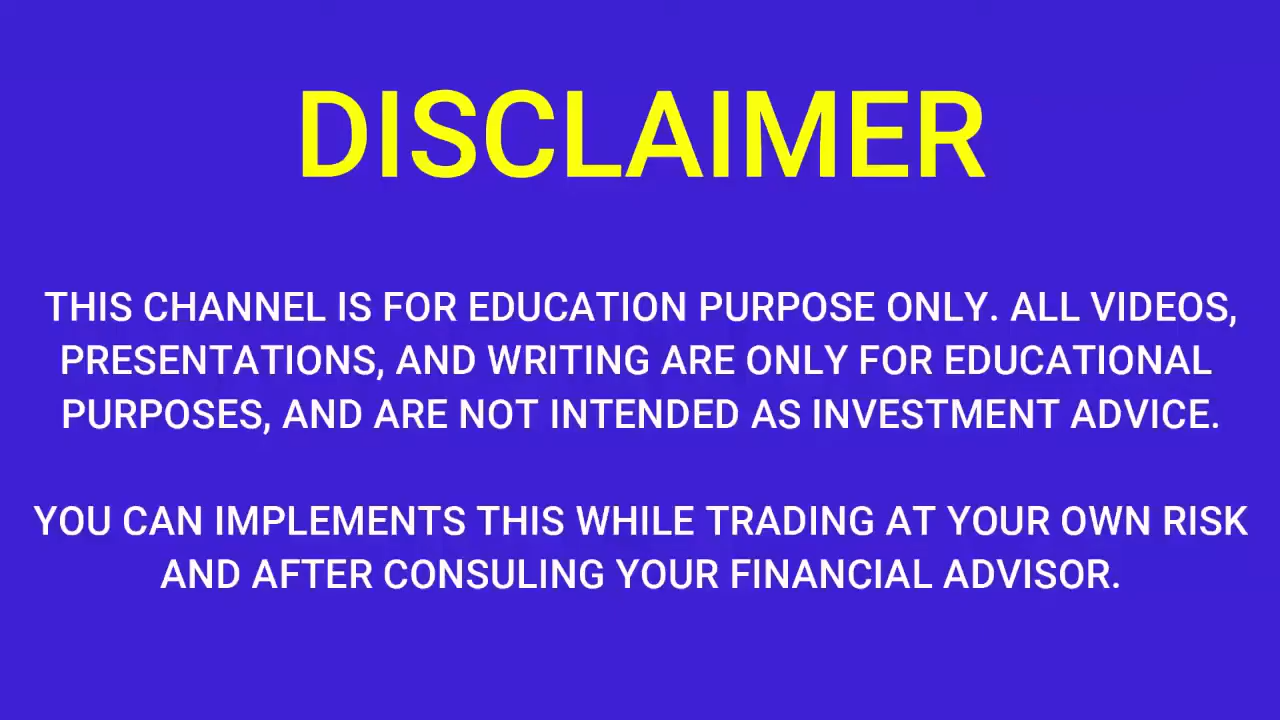 DISCLAIMER
THIS CHANNEL IS FOR EDUCATION PURPOSE ONLY. ALL VIDEOS,
PRESENTATIONS, AND WRITING ARE ONLY FOR EDUCATIONAL
PURPOSES, AND ARE NOT INTENDED AS INVESTMENT ADVICE.
YOU CAN IMPLEMENTS THIS WHILE TRADING AT YOUR OWN RISK
AND AFTER CONSULING YOUR FINANCIAL ADVISOR.